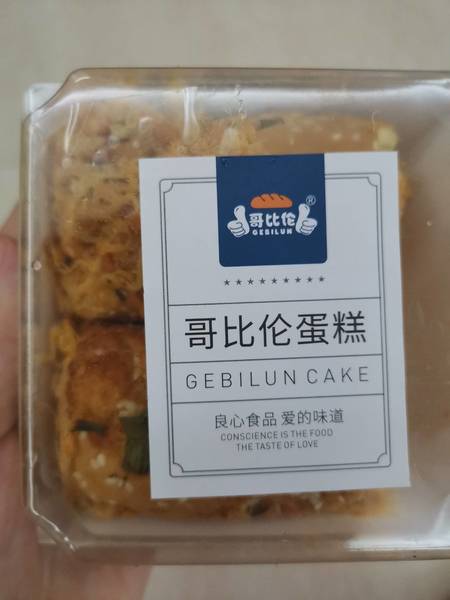 哥比伦
®
GEBILUN
哥比伦蛋糕
GEBILUN CAKE
良心食品 爱的味道
CONSCIENCE IS THE FOOD
THE TASTE OF LOVE